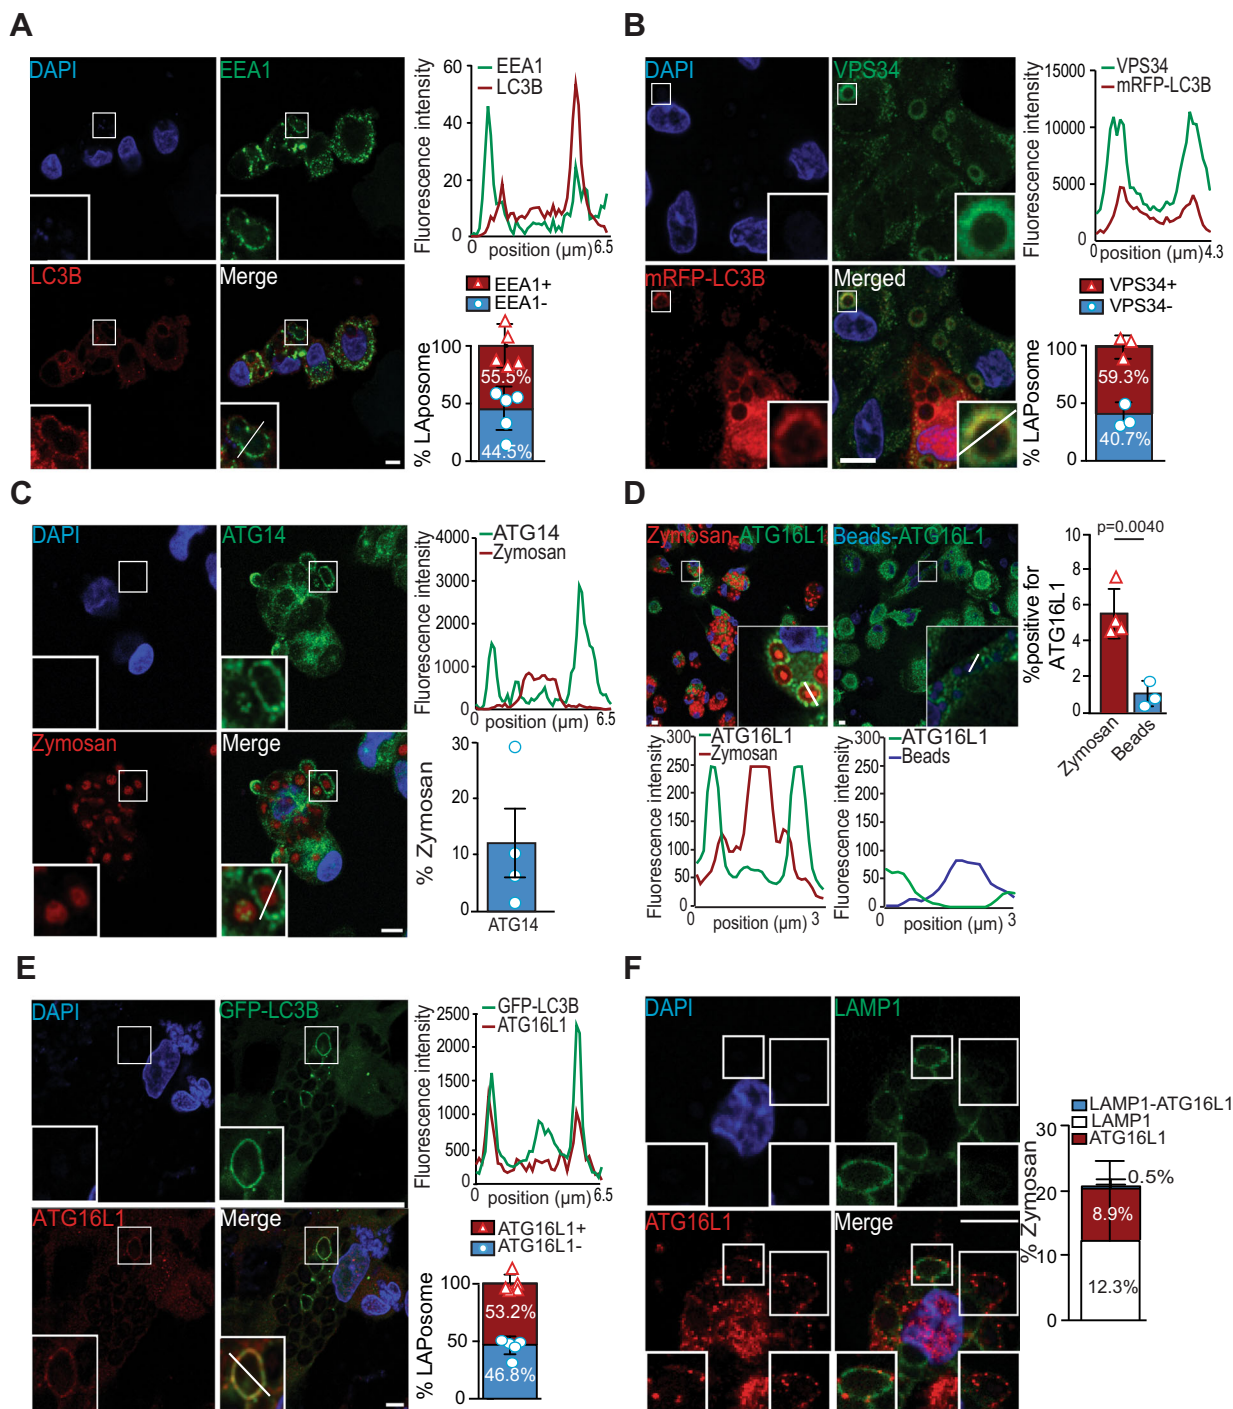 A
DAPI
EEA1
LC3B
Merge
Fluorescence intensity
EEA1
LC3B
60
40
20
0
0 position (µm) 6.5
EEA1+
EEA1-
% LAposome
100
50
0
55.5%
44.5%
B
DAPI
VPS34
mRFP-LC3B
Merged
Fluorescence intensity
VPS34
mRFP-LC3B
15000
10000
5000
0
0 position (µm) 4.3
VPS34+
VPS34-
% LAPosome
100
50
0
59.3%
40.7%
C
DAPI
ATG14
Zymosan
Merge
Fluorescence intensity
ATG14
Zymosan
4000
3000
2000
1000
0
0 position (µm) 6.5
% Zymosan
30
20
10
0
ATG14
D
Zymosan-ATG16L1
Beads-ATG16L1
%positive for
ATG16L1
p=0.0040
10
8
6
4
2
0
Zymosan
Beads
Fluorescence intensity
ATG16L1
Zymosan
300
250
200
150
100
50
0
0 position (µm) 3
Fluorescence intensity
ATG16L1
Beads
300
250
200
150
100
50
0
0 position (µm) 3
E
DAPI
GFP-LC3B
ATG16L1
Merge
Fluorescence intensity
GFP-LC3B
ATG16L1
2500
2000
1500
1000
500
0
0 position (µm) 6.5
ATG16L1+
ATG16L1-
% LAPosome
100
50
0
53.2%
46.8%
F
DAPI
LAMP1
ATG16L1
Merge
LAMP1-ATG16L1
LAMP1
ATG16L1
% Zymosan
30
20
10
0
0.5%
8.9%
12.3%